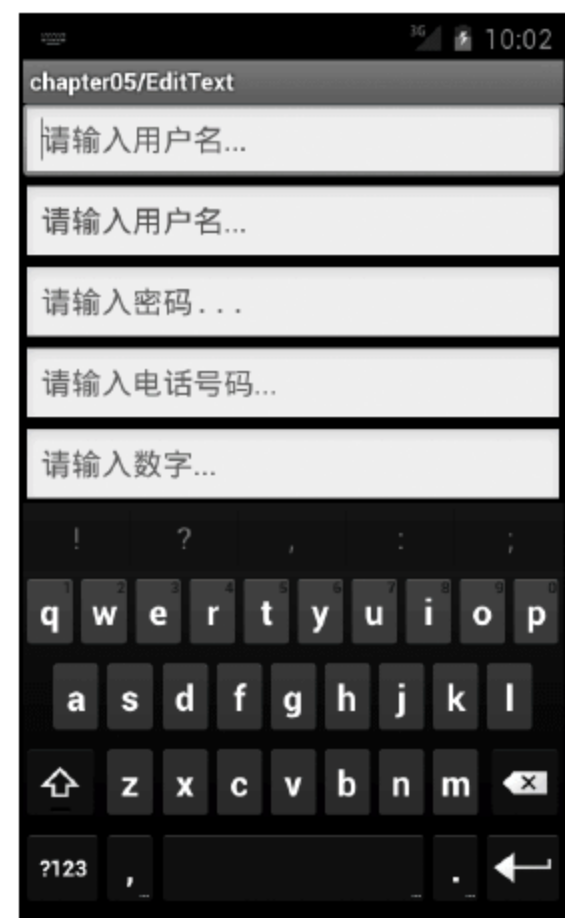 3G 10:02
chapter05/EditText
请输入用户名...
请输入用户名...
请输入密码...
请输入电话号码...
请输入数字...
! ? , : ;
1 2 3 4 5 6 7 8 9 0
q w e r t y u i o p
a s d f g h j k l
z x c v b n m
?123 , ... ... . ...